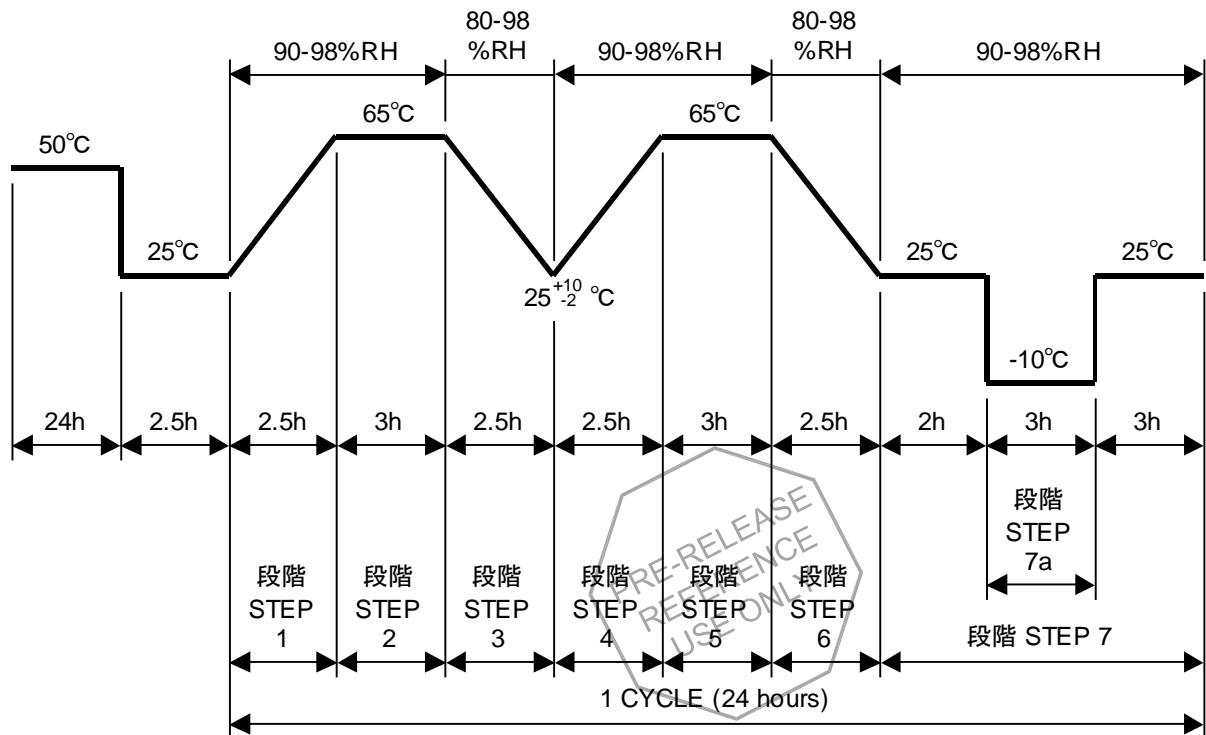 80-98
%RH
80-98
%RH
90-98%RH
90-98%RH
90-98%RH
65°C
65°C
50°C
25°C
25 +10 -2 °C
25°C
25°C
-10°C
24h
2.5h
2.5h
3h
2.5h
2.5h
3h
2.5h
2h
3h
3h
段階
STEP
1
段階
STEP
2
段階
STEP
3
段階
STEP
4
段階
STEP
5
段階
STEP
6
段階
STEP
7a
段階 STEP 7
PRE-RELEASE
REFERENCE
USE ONLY
1 CYCLE (24 hours)